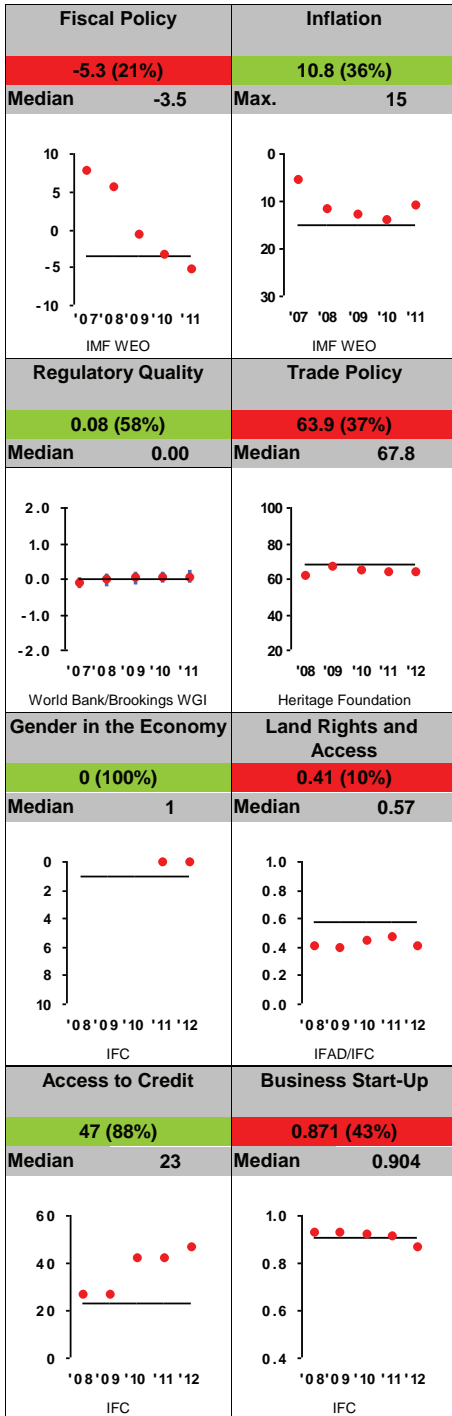 Fiscal Policy
-5.3 (21%)
Median -3.5
10
5
0
-5
-10
'07 '08 '09 '10 '11
IMF WEO
Inflation
10.8 (36%)
Max. 15
0
10
20
30
'07 '08 '09 '10 '11
IMF WEO
Regulatory Quality
0.08 (58%)
Median 0.00
2.0
1.0
0.0
-1.0
-2.0
'07 '08 '09 '10 '11
World Bank/Brookings WGI
Trade Policy
63.9 (37%)
Median 67.8
100
80
60
40
20
'08 '09 '10 '11 '12
Heritage Foundation
Gender in the Economy
0 (100%)
Median 1
0
2
4
6
8
10
'08 '09 '10 '11 '12
IFC
Land Rights and
Access
0.41 (10%)
Median 0.57
1.0
0.8
0.6
0.4
0.2
0.0
'08 '09 '10 '11 '12
IFAD/IFC
Access to Credit
47 (88%)
Median 23
60
40
20
0
'08 '09 '10 '11 '12
IFC
Business Start-Up
0.871 (43%)
Median 0.904
1.0
0.8
0.6
0.4
'08 '09 '10 '11 '12
IFC